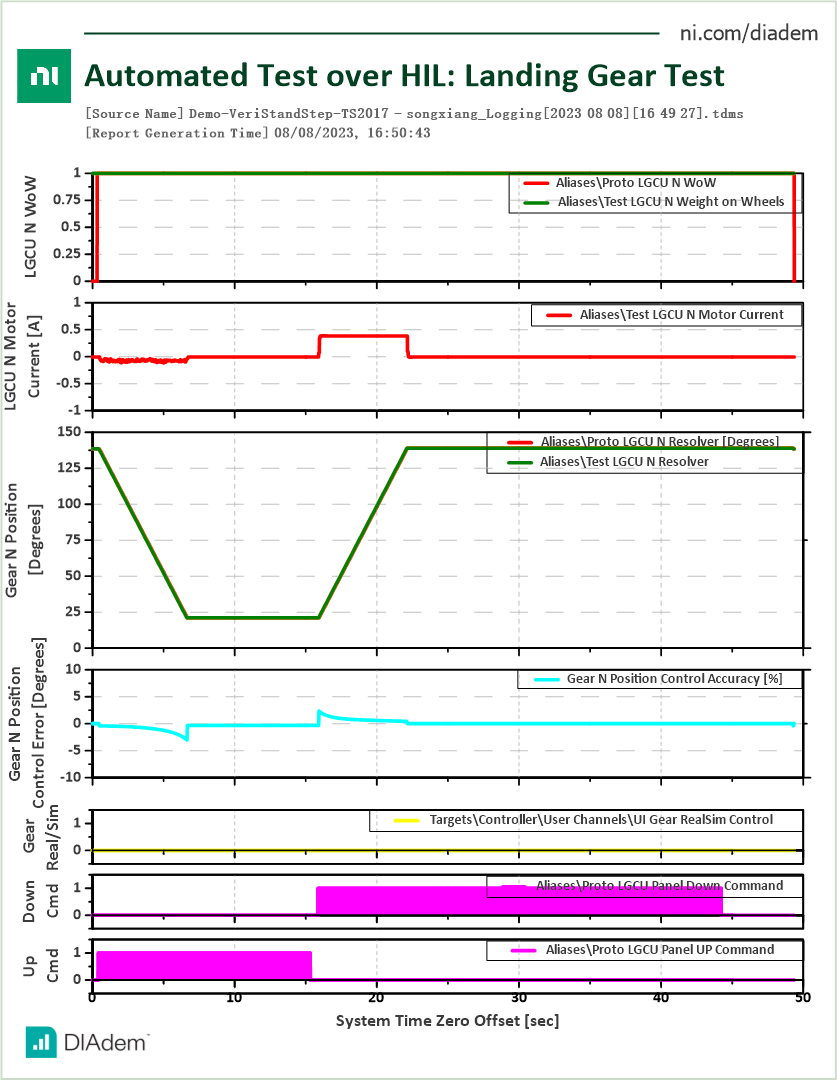 ni.com/diadem
ni
Automated Test over HIL: Landing Gear Test
[Source Name] Demo-VeriStandStep-TS2017 - songxiang_Logging[2023 08 08][16 49 27].tdms
[Report Generation Time] 08/08/2023, 16:50:43
LGCU N WoW
1
0.75
0.5
0.25
0
Aliases\Proto LGCU N WoW
Aliases\Test LGCU N Weight on Wheels
LGCU N Motor
Current [A]
1
0.5
0
-0.5
-1
Aliases\Test LGCU N Motor Current
Gear N Position
[Degrees]
150
125
100
75
50
25
0
Aliases\Proto LGCU N Resolver [Degrees]
Aliases\Test LGCU N Resolver
Gear N Position
Control Error [Degrees]
10
5
0
-5
-10
Gear N Position Control Accuracy [%]
Gear
Real/Sim
1
0
Targets\Controller\User Channels\UI Gear RealSim Control
Down
Cmd
1
0
Aliases\Proto LGCU Panel Down Command
Up
Cmd
1
0
Aliases\Proto LGCU Panel UP Command
0 10 20 30 40 50
System Time Zero Offset [sec]
DIAdem™